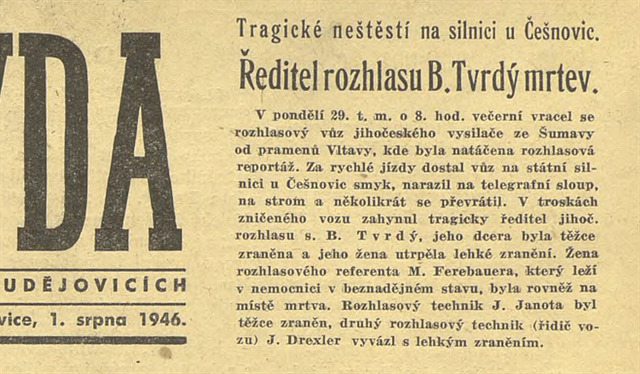 VDA
UDĚJOVICÍCH
vice, 1. srpna 1946.
Tragické neštěstí na silnici u Češnovic.
Ředitel rozhlasu B. Tvrdý mrtev.
V pondělí 29. t. m. o 8. hod. večerní vracel se
rozhlasový vůz jihočeského vysilače ze Šumavy
od pramenů Vltavy, kde byla natáčena rozhlasová
reportáž. Za rychlé jízdy dostal vůz na státní sil-
nici u Češnovic smyk, narazil na telegrafní sloup,
na strom a několikrát se převrátil. V troskách
zničeného vozu zahynul tragicky ředitel jihoč.
rozhlasu s. B. Tvrdý, jeho dcera byla těžce
zraněna a jeho žena utrpěla lehké zranění. Žena
rozhlasového referenta M. Ferebauera, který leží
v nemocnici v beznadějném stavu, byla rovněž na
místě mrtva. Rozhlasový technik J. Janota byl
těžce zraněn, druhý rozhlasový technik (řidič vo-
zu) J. Drexler vyvázl s lehkým zraněním.